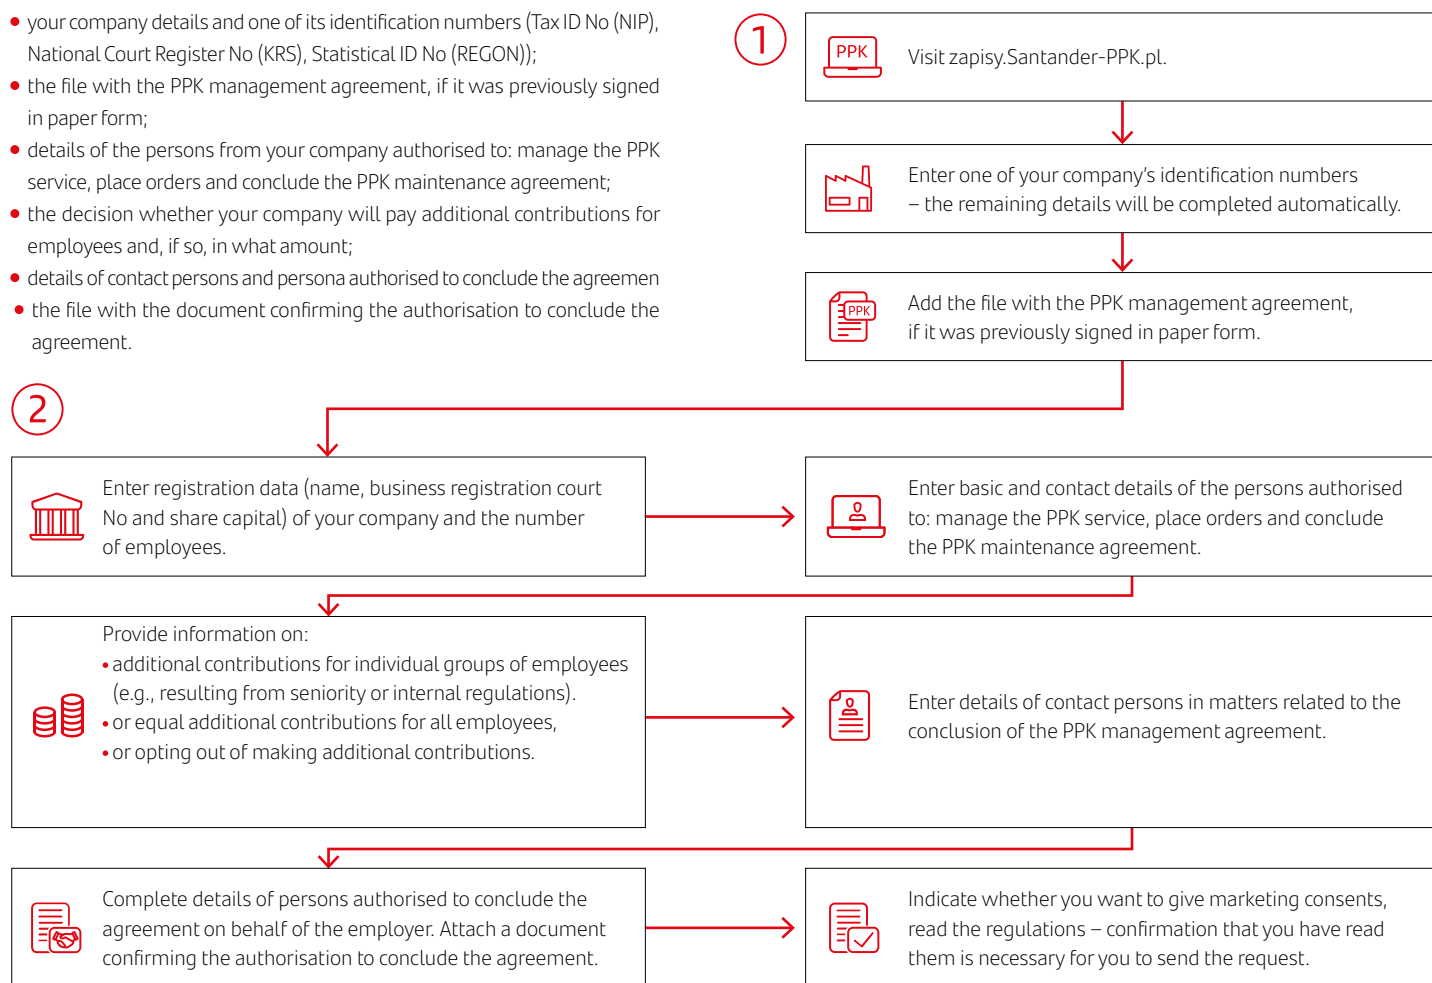 • your company details and one of its identification numbers (Tax ID No (NIP),
National Court Register No (KRS), Statistical ID No (REGON));
• the file with the PPK management agreement, if it was previously signed
in paper form;
• details of the persons from your company authorised to: manage the PPK
service, place orders and conclude the PPK maintenance agreement;
• the decision whether your company will pay additional contributions for
employees and, if so, in what amount;
• details of contact persons and persona authorised to conclude the agreemen
• the file with the document confirming the authorisation to conclude the
agreement.
1
PPK
Visit zapisy.Santander-PPK.pl.
Enter one of your company's identification numbers
– the remaining details will be completed automatically.
PPK
Add the file with the PPK management agreement,
if it was previously signed in paper form.
2
Enter registration data (name, business registration court
No and share capital) of your company and the number
of employees.
Enter basic and contact details of the persons authorised
to: manage the PPK service, place orders and conclude
the PPK maintenance agreement.
Provide information on:
• additional contributions for individual groups of employees
(e.g., resulting from seniority or internal regulations).
• or equal additional contributions for all employees,
• or opting out of making additional contributions.
Enter details of contact persons in matters related to the
conclusion of the PPK management agreement.
Complete details of persons authorised to conclude the
agreement on behalf of the employer. Attach a document
confirming the authorisation to conclude the agreement.
Indicate whether you want to give marketing consents,
read the regulations – confirmation that you have read
them is necessary for you to send the request.